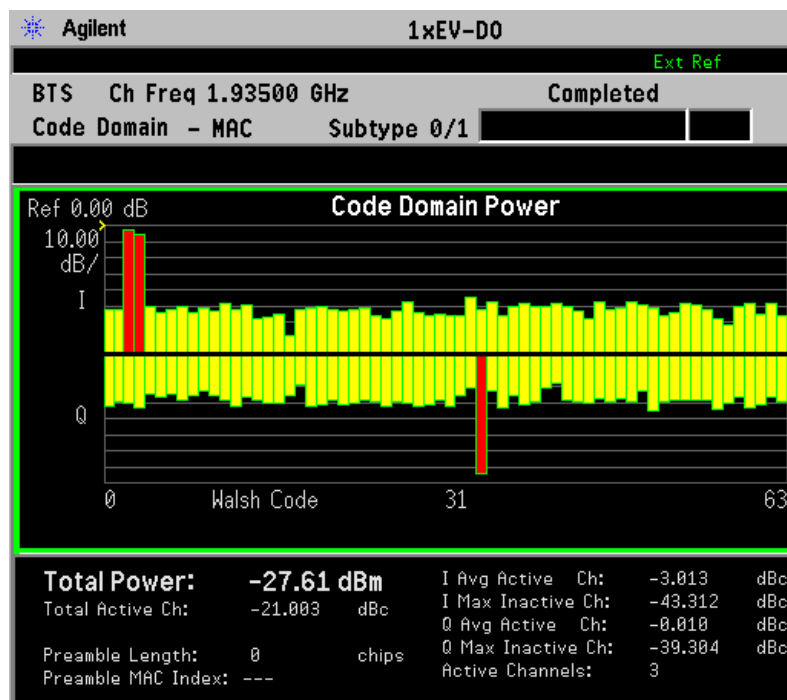 Agilent 1xEV-DO
Ext Ref
BTS Ch Freq 1.93500 GHz Completed
Code Domain - MAC Subtype 0/1
Ref 0.00 dB Code Domain Power
10.00
dB/
I
Q
0 Walsh Code 31 63
Total Power: -27.61 dBm
Total Active Ch: -21.003 dBc
Preamble Length: 0 chips
Preamble MAC Index: ---
I Avg Active Ch: -3.013 dBc
I Max Inactive Ch: -43.312 dBc
Q Avg Active Ch: -0.010 dBc
Q Max Inactive Ch: -39.304 dBc
Active Channels: 3